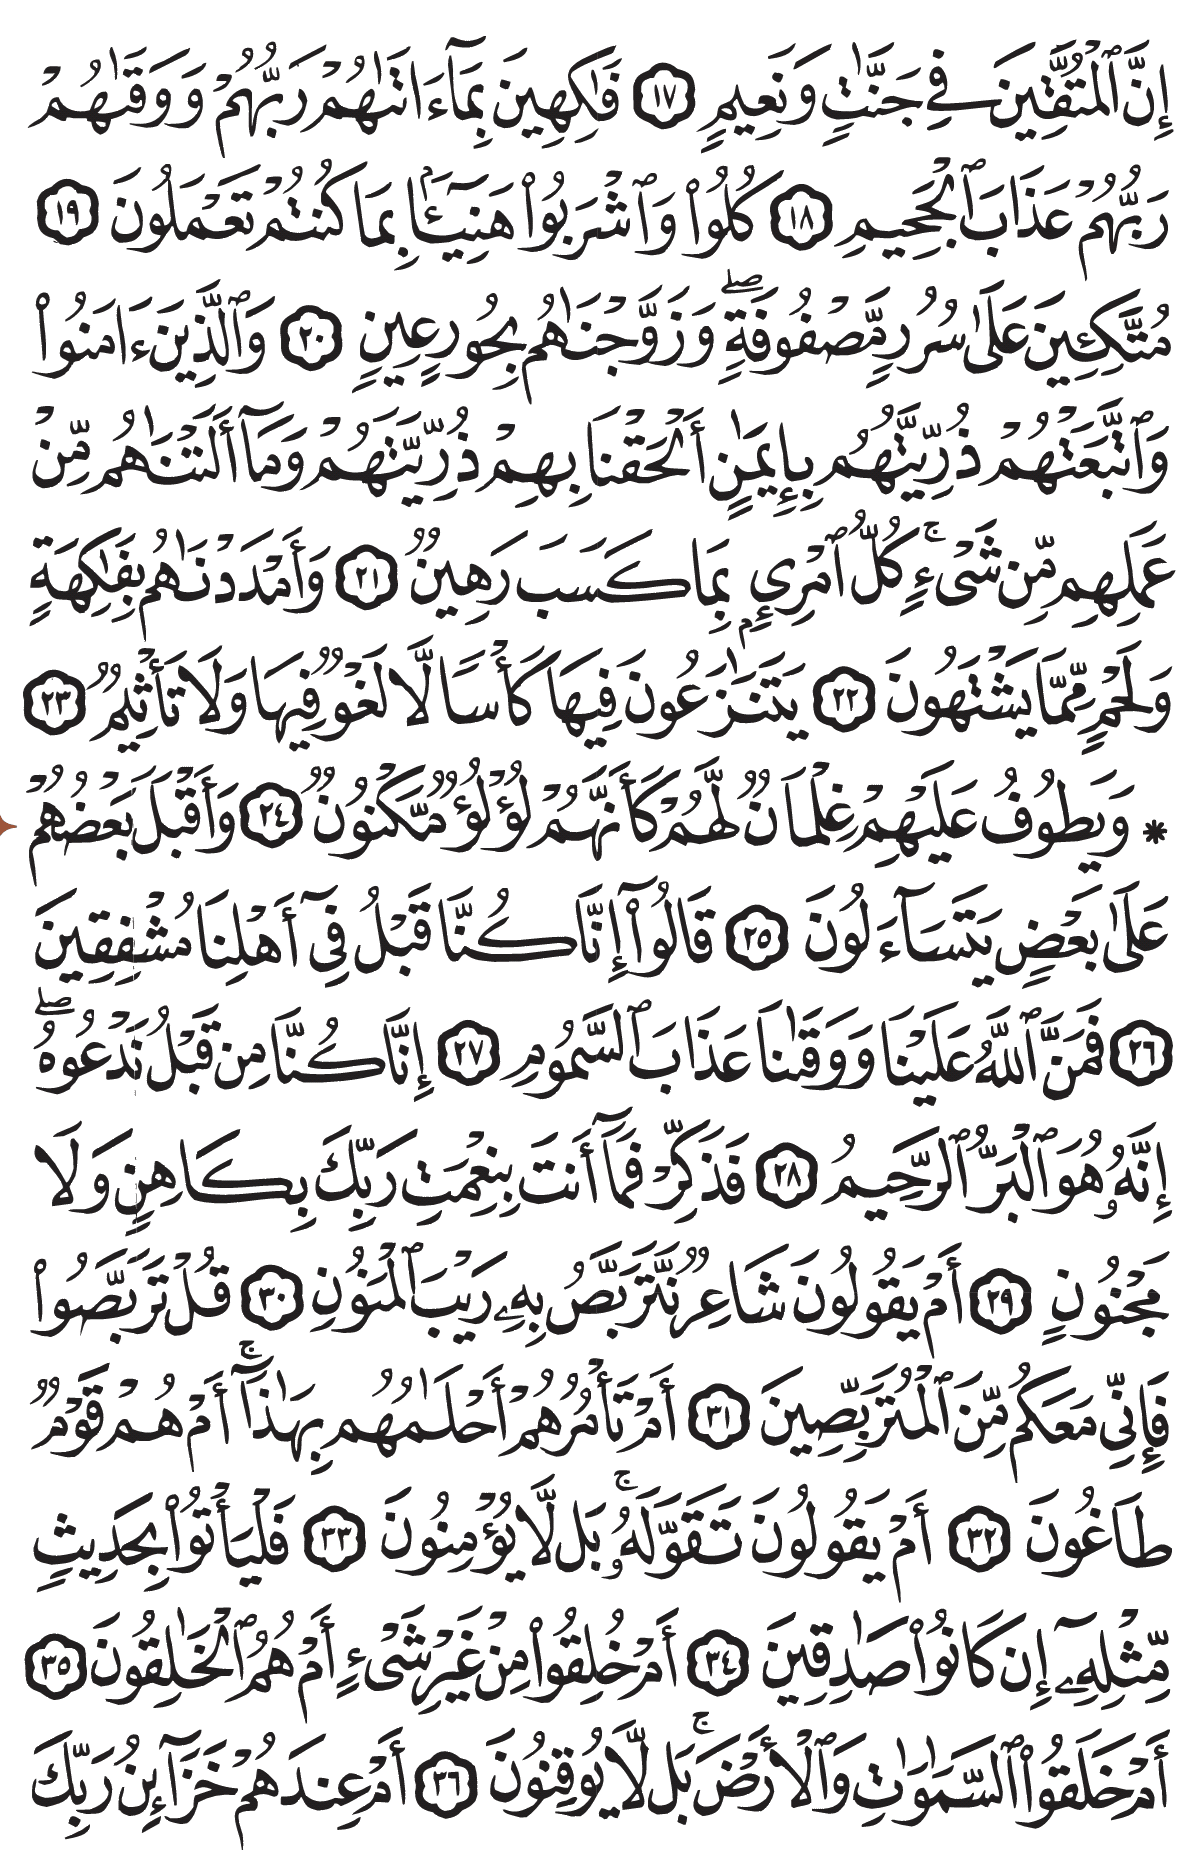 إِنَّ ٱلْمُتَّقِينَ فِى جَنَّٰتٍ وَنَعِيمٍ ١٧ فَٰكِهِينَ بِمَآ ءَاتَىٰهُمْ رَبُّهُمْ وَوَقَىٰهُمْ
رَبُّهُمْ عَذَابَ ٱلْجَحِيمِ ١٨ كُلُوا۟ وَٱشْرَبُوا۟ هَنِيٓـًٔۢا بِمَا كُنتُمْ تَعْمَلُونَ ١٩
مُتَّكِـِٔينَ عَلَىٰ سُرُرٍ مَّصْفُوفَةٍ ۖ وَزَوَّجْنَٰهُم بِحُورٍ عِينٍ ٢٠ وَٱلَّذِينَ ءَامَنُوا۟
وَٱتَّبَعَتْهُمْ ذُرِّيَّتُهُم بِإِيمَٰنٍ أَلْحَقْنَا بِهِمْ ذُرِّيَّتَهُمْ وَمَآ أَلَتْنَٰهُم مِّنْ
عَمَلِهِم مِّن شَىْءٍ ۚ كُلُّ ٱمْرِئٍۭ بِمَا كَسَبَ رَهِينٌ ٢١ وَأَمْدَدْنَٰهُم بِفَٰكِهَةٍ
وَلَحْمٍ مِّمَّا يَشْتَهُونَ ٢٢ يَتَنَٰزَعُونَ فِيهَا كَأْسًا لَّا لَغْوٌ فِيهَا وَلَا تَأْثِيمٌ ٢٣
* وَيَطُوفُ عَلَيْهِمْ غِلْمَانٌ لَّهُمْ كَأَنَّهُمْ لُؤْلُؤٌ مَّكْنُونٌ ٢٤ وَأَقْبَلَ بَعْضُهُمْ
عَلَىٰ بَعْضٍ يَتَسَآءَلُونَ ٢٥ قَالُوٓا۟ إِنَّا كُنَّا قَبْلُ فِىٓ أَهْلِنَا مُشْفِقِينَ
٢٦ فَمَنَّ ٱللَّهُ عَلَيْنَا وَوَقَىٰنَا عَذَابَ ٱلسَّمُومِ ٢٧ إِنَّا كُنَّا مِن قَبْلُ نَدْعُوهُ ۖ
إِنَّهُۥ هُوَ ٱلْبَرُّ ٱلرَّحِيمُ ٢٨ فَذَكِّرْ فَمَآ أَنتَ بِنِعْمَتِ رَبِّكَ بِكَاهِنٍ وَلَا
مَجْنُونٍ ٢٩ أَمْ يَقُولُونَ شَاعِرٌ نَّتَرَبَّصُ بِهِۦ رَيْبَ ٱلْمَنُونِ ٣٠ قُلْ تَرَبَّصُوا۟
فَإِنِّى مَعَكُم مِّنَ ٱلْمُتَرَبِّصِينَ ٣١ أَمْ تَأْمُرُهُمْ أَحْلَٰمُهُم بِهَٰذَآ ۚ أَمْ هُمْ قَوْمٌ
طَاغُونَ ٣٢ أَمْ يَقُولُونَ تَقَوَّلَهُۥ ۚ بَل لَّا يُؤْمِنُونَ ٣٣ فَلْيَأْتُوا۟ بِحَدِيثٍ
مِّثْلِهِۦٓ إِن كَانُوا۟ صَٰدِقِينَ ٣٤ أَمْ خُلِقُوا۟ مِنْ غَيْرِ شَىْءٍ أَمْ هُمُ ٱلْخَٰلِقُونَ ٣٥
أَمْ خَلَقُوا۟ ٱلسَّمَٰوَٰتِ وَٱلْأَرْضَ ۚ بَل لَّا يُوقِنُونَ ٣٦ أَمْ عِندَهُمْ خَزَآئِنُ رَبِّكَ